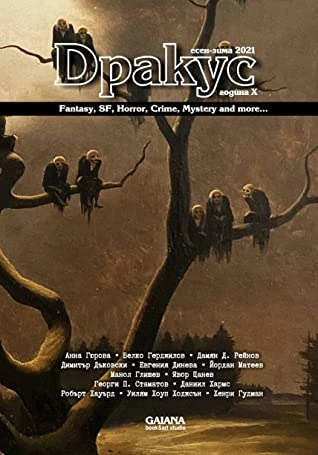 есен-зима 2021
Dракус
година X
Fantasy, SF, Horror, Crime, Mystery and more...
Анна Гюрова • Велко Герджилов • Дамян Д. Рейнов
Димитър Дъковски • Евгения Динева • Йордан Матеев
Манол Глишев • Явор Цанев
Георги П. Стаматов • Даниил Хармс
Робърт Хауърд • Уилям Хоуп Ходжсън • Хенри Гудман
GAIANA
book&art studio